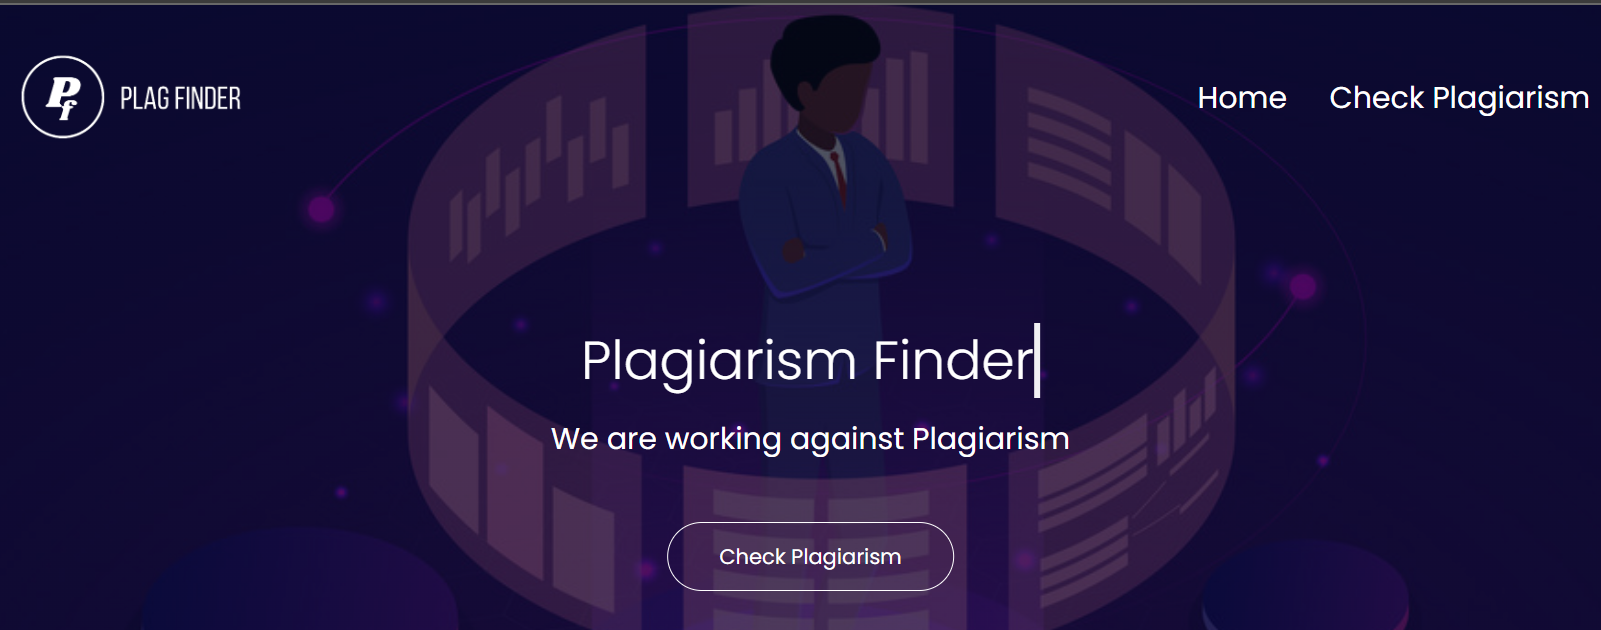 Pf PLAG FINDER
Home Check Plagiarism
Plagiarism Finder
We are working against Plagiarism
Check Plagiarism